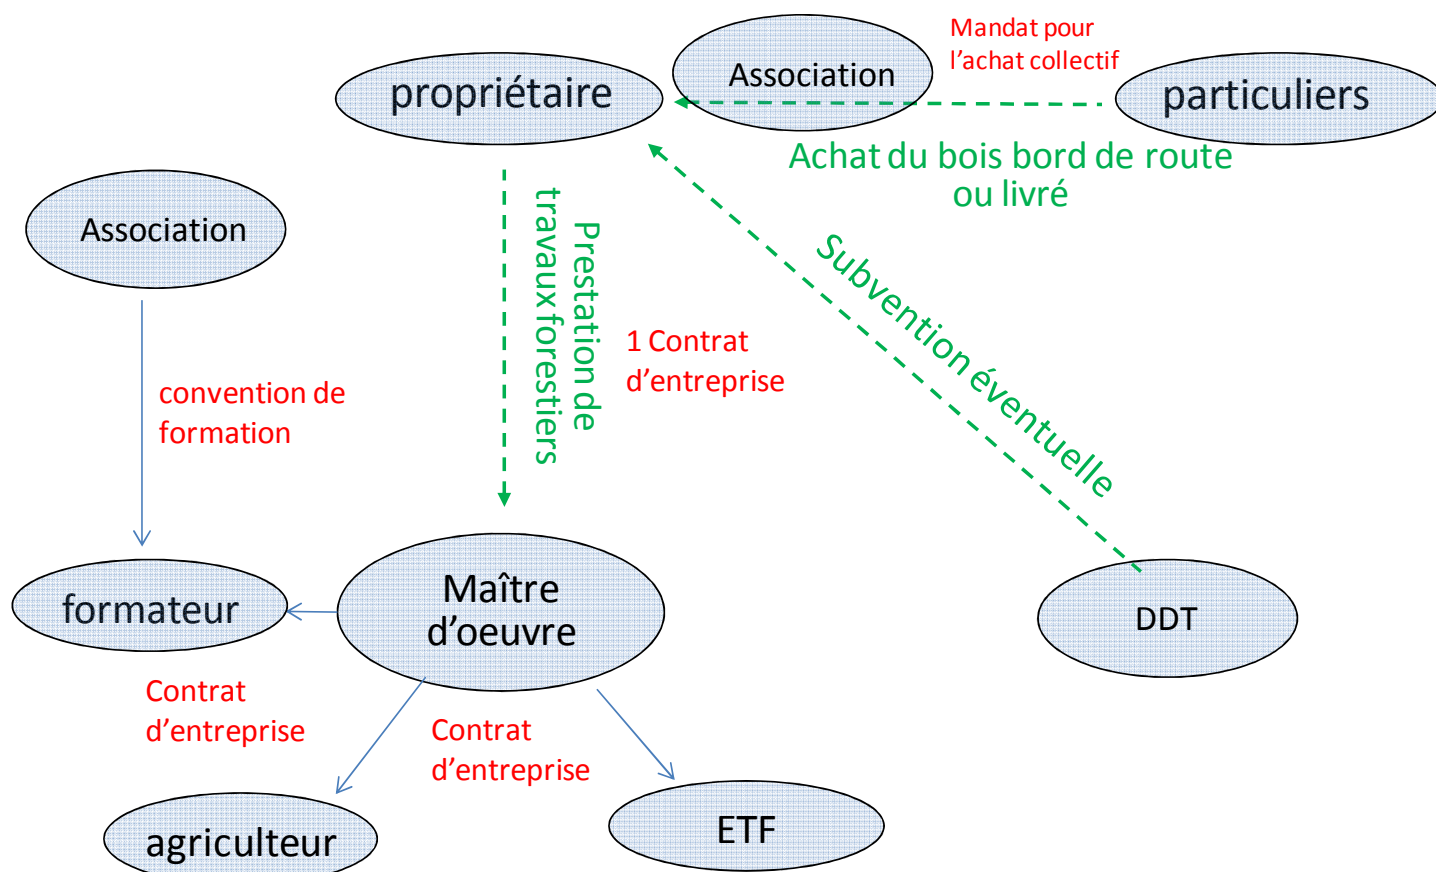 Mandat pour
l’achat collectif
propriétaire
Association
particuliers
Achat du bois bord de route
ou livré
Association
Prestation de
travaux forestiers
Subvention éventuelle
1 Contrat
d’entreprise
convention de
formation
formateur
Maître
d’oeuvre
DDT
Contrat
d’entreprise
Contrat
d’entreprise
agriculteur
ETF